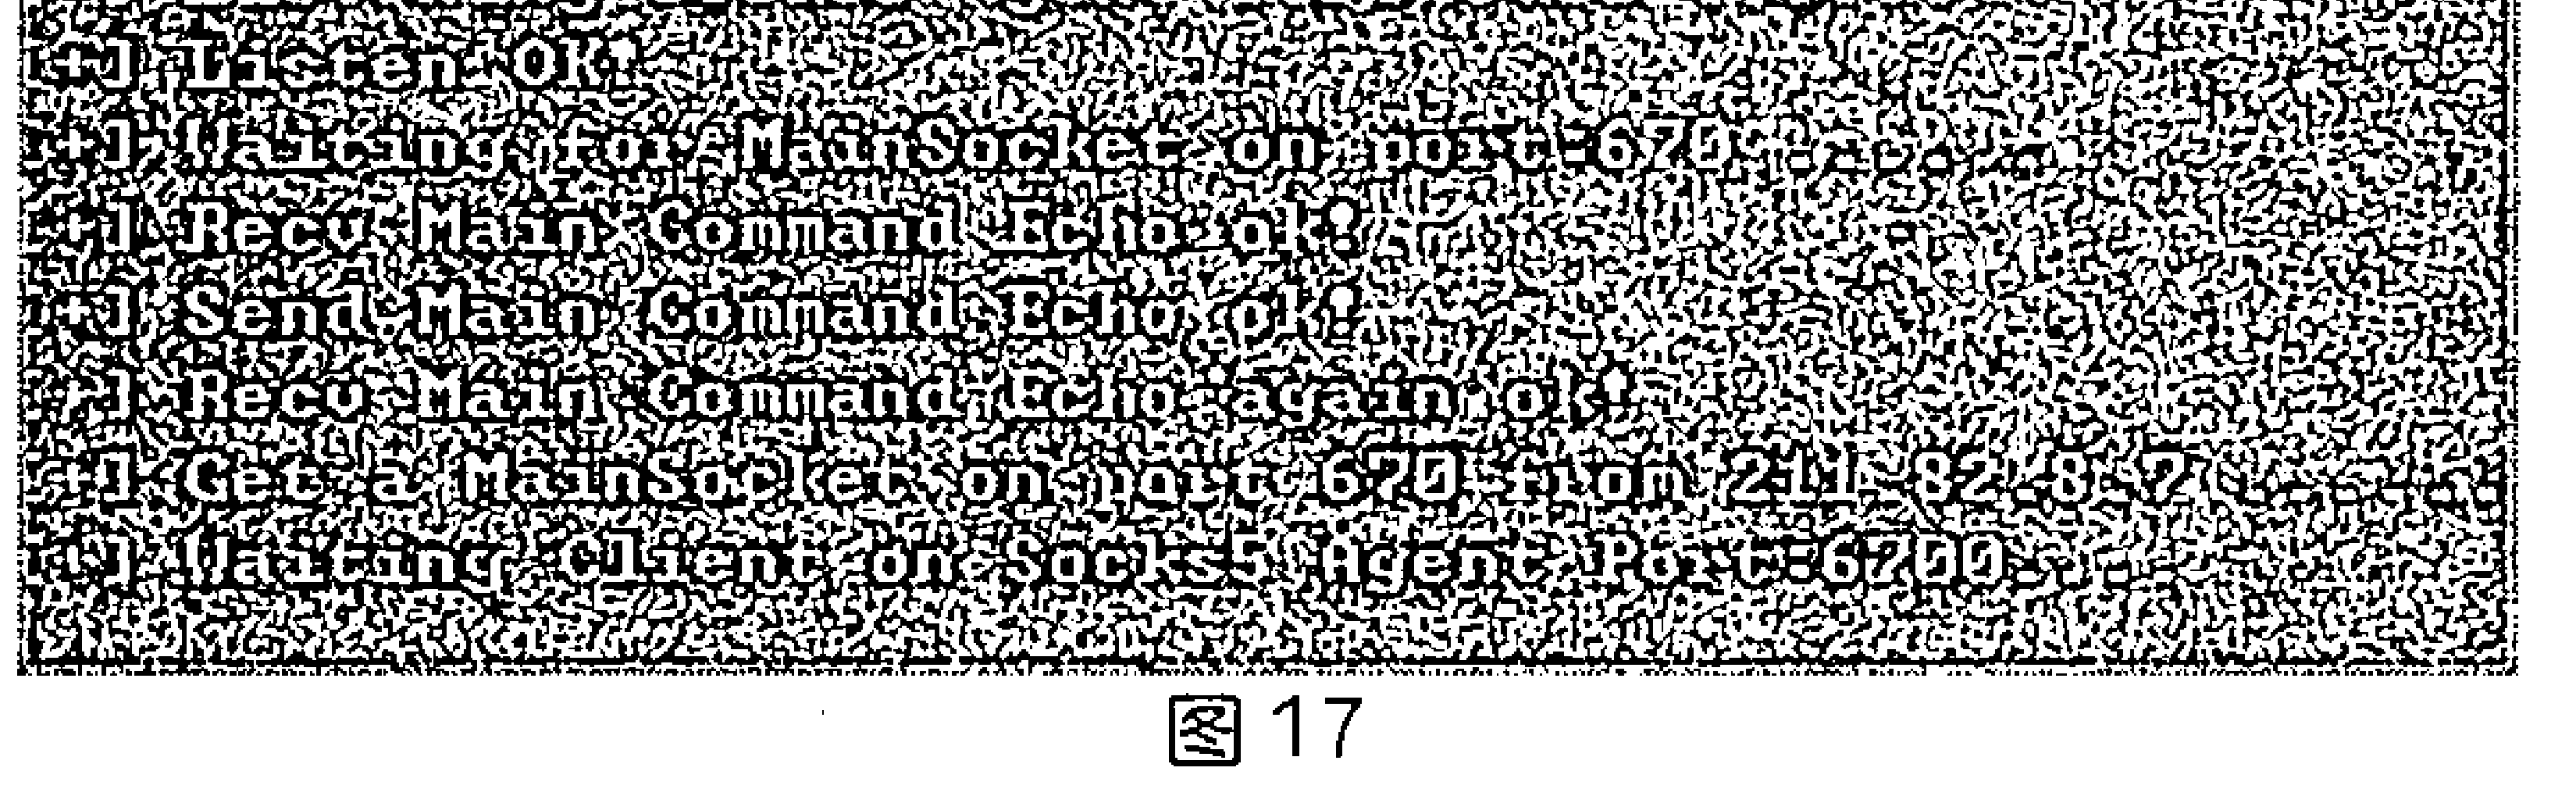 [+] Listen OK!
[+] Waiting for MainSocket on port:670 ......
[+] Recv Main Command Echo ok!
[+] Send Main Command Echo ok!
[+] Recv Main Command Echo again ok!
[+] Get a MainSocket on port 670 from 211.82.8.7 ......
[+] Waiting Client on Socks5 Agent Port:6700....
图 17